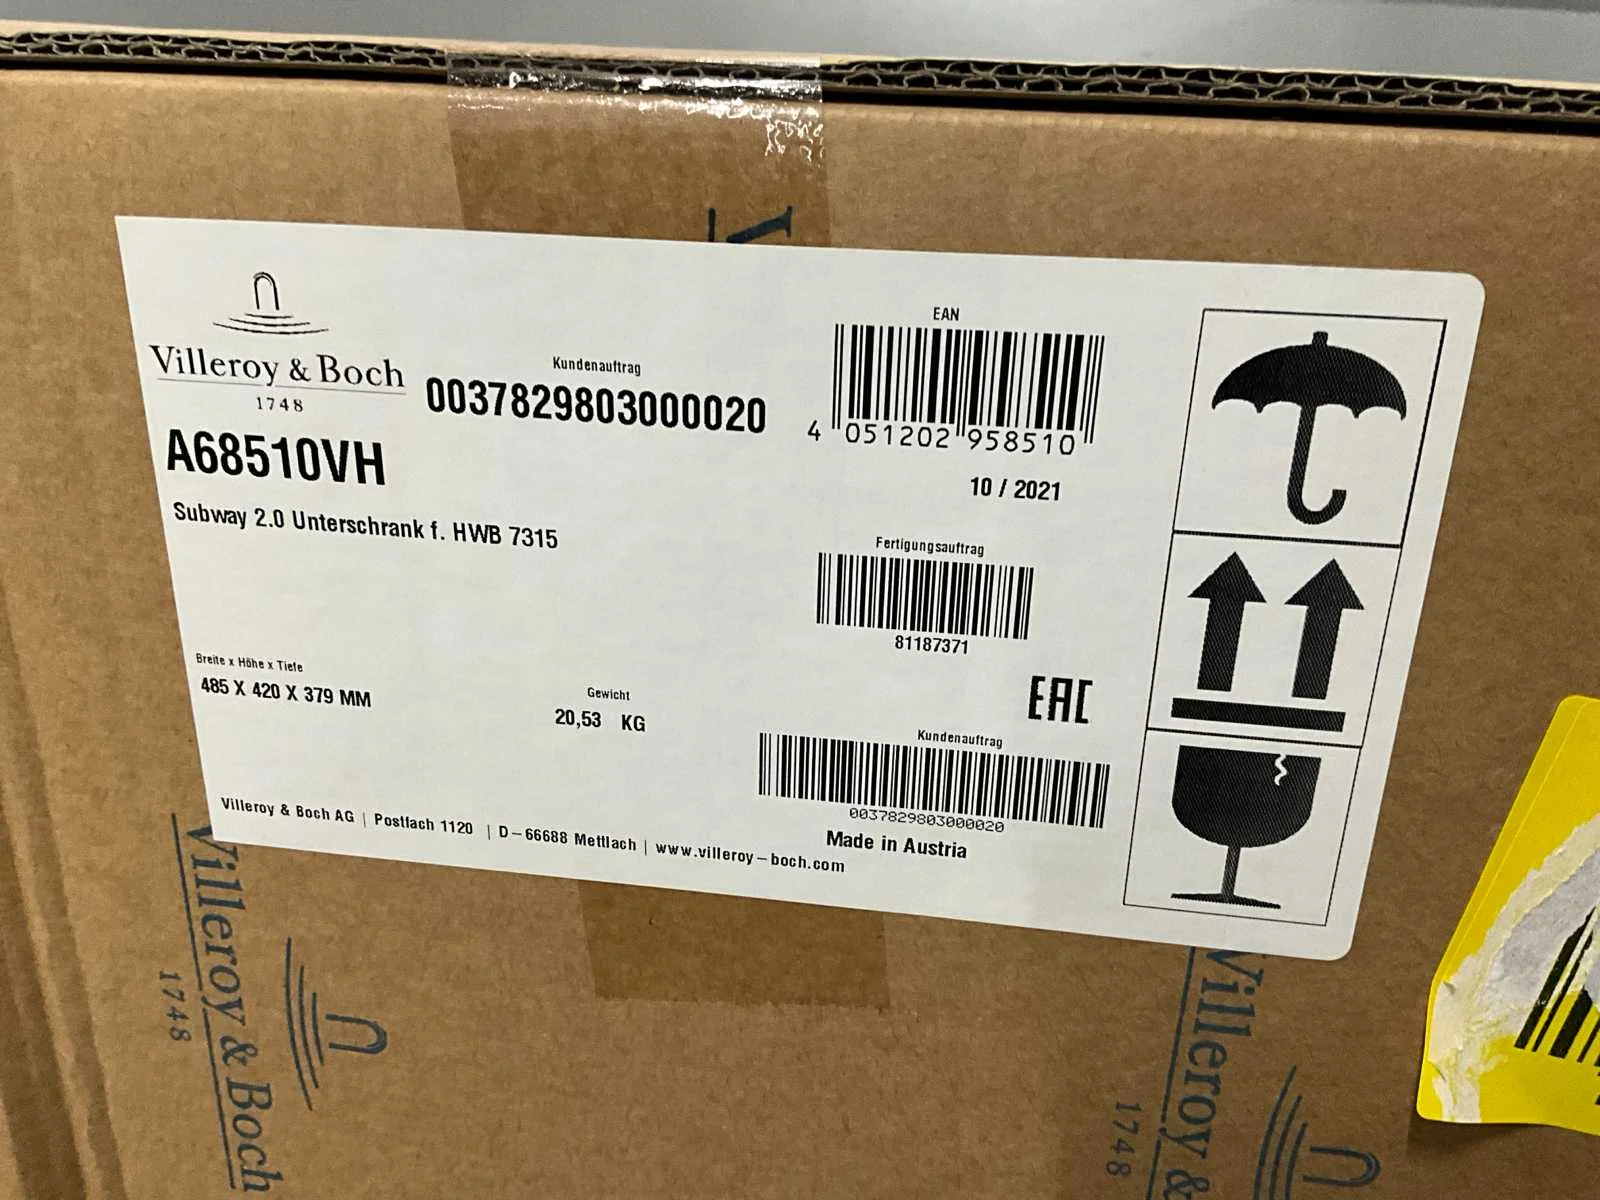 Villeroy & Boch
1748
A68510VH
Subway 2.0 Unterschrank f. HWB 7315
Kundenauftrag
0037829803000020
EAN
4 051202 958510
10 / 2021
Fertigungsauftrag
81187371
Breite x Höhe x Tiefe
485 X 420 X 379 MM
Gewicht
20,53 KG
EAC
Kundenauftrag
0037829803000020
Made in Austria
Villeroy & Boch AG | Postfach 1120 | D-66688 Mettlach | www.villeroy-boch.com
Villeroy & Boch
1748
Villeroy &
1748